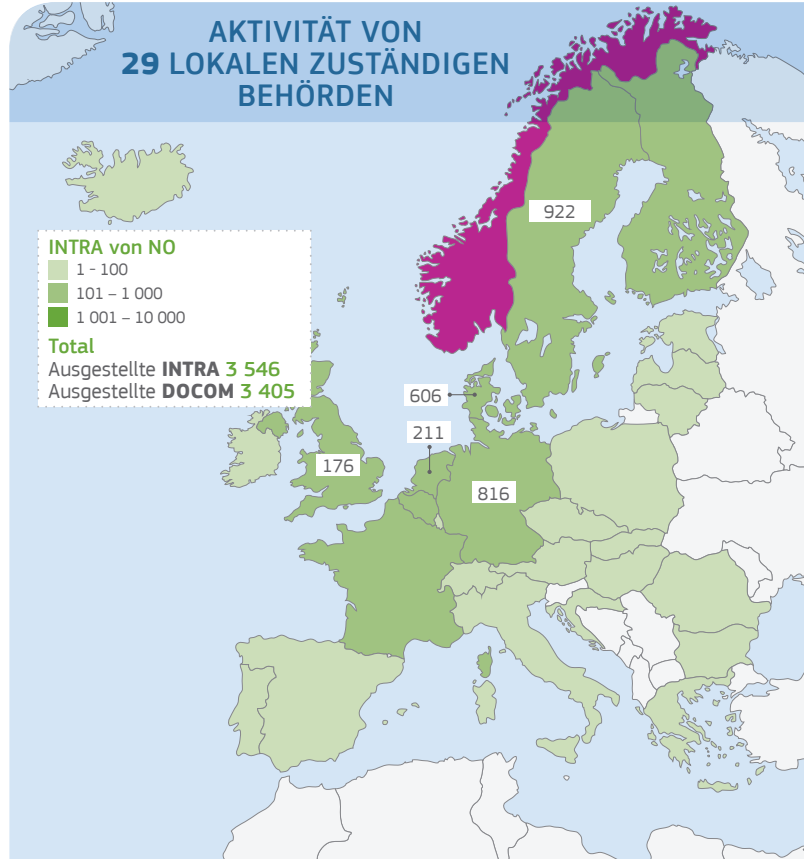 AKTIVITÄT VON
29 LOKALEN ZUSTÄNDIGEN
BEHÖRDEN
922
INTRA von NO
1 - 100
101 – 1 000
1 001 – 10 000
Total
Ausgestellte INTRA 3 546
Ausgestellte DOCOM 3 405
606
211
176
816